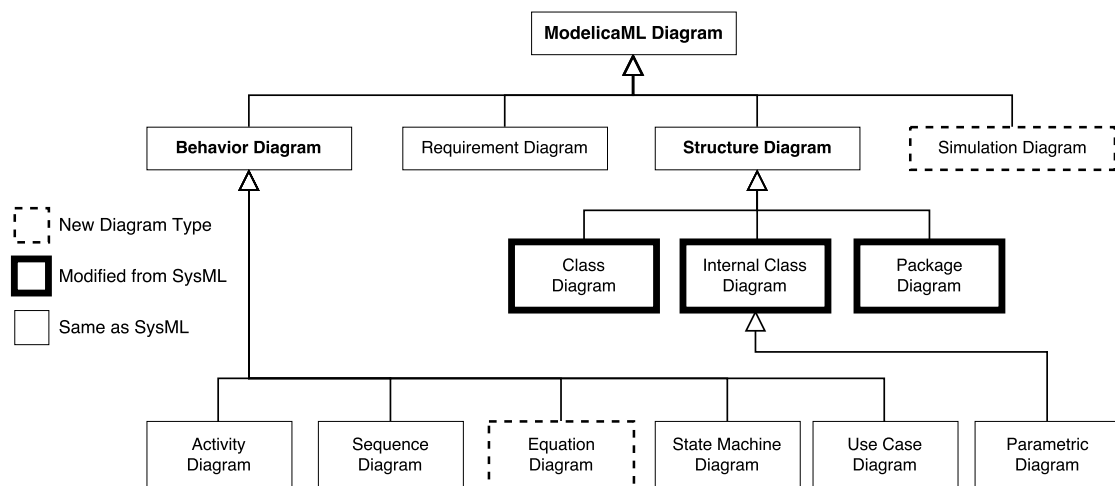 ModelicaML Diagram
Behavior Diagram
Requirement Diagram
Structure Diagram
Simulation Diagram
New Diagram Type
Modified from SysML
Same as SysML
Class
Diagram
Internal Class
Diagram
Package
Diagram
Activity
Diagram
Sequence
Diagram
Equation
Diagram
State Machine
Diagram
Use Case
Diagram
Parametric
Diagram